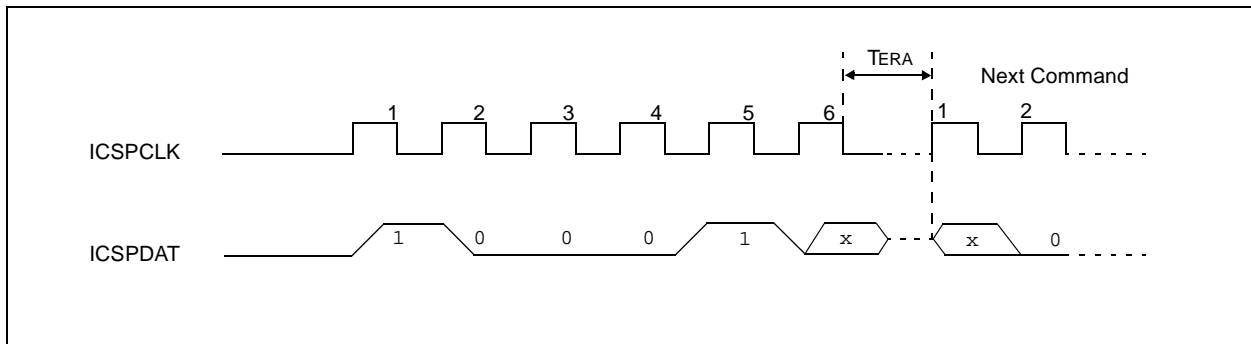 TERA
Next Command
1 2 3 4 5 6 1 2
ICSPCLK
1 0 0 0 1 x x 0
ICSPDAT